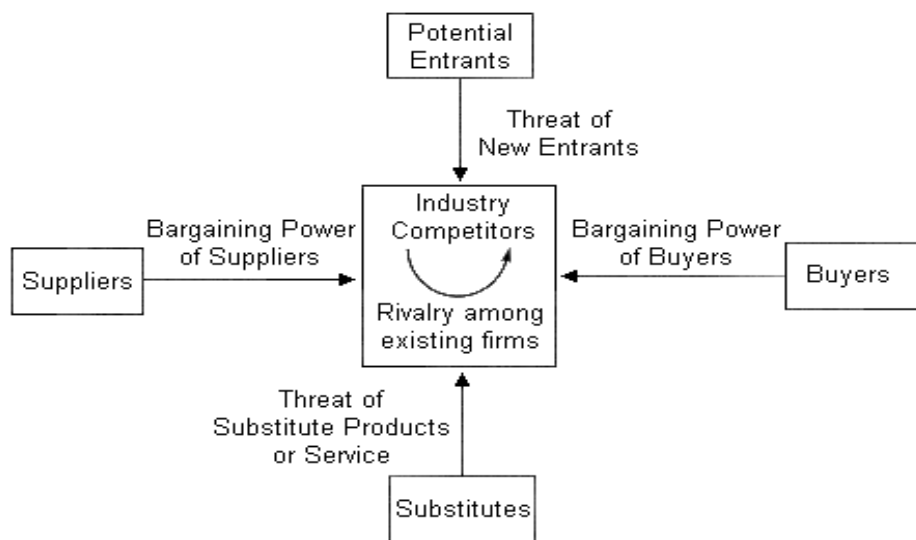 Potential
Entrants
Threat of
New Entrants
Industry
Competitors
Bargaining Power
of Suppliers
Bargaining Power
of Buyers
Suppliers
Buyers
Rivalry among
existing firms
Threat of
Substitute Products
or Service
Substitutes